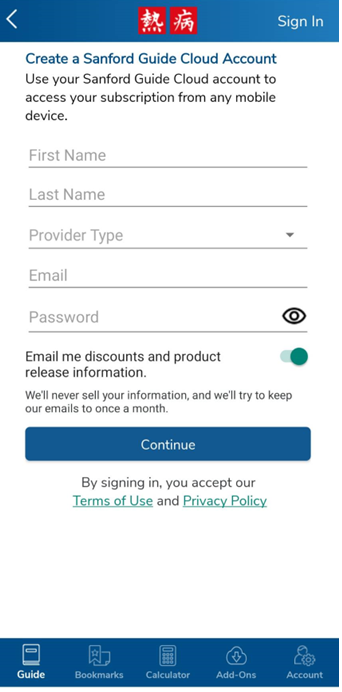 熱 病 Sign In
Create a Sanford Guide Cloud Account
Use your Sanford Guide Cloud account to
access your subscription from any mobile
device.
First Name
Last Name
Provider Type
Email
Password
Email me discounts and product
release information.
We'll never sell your information, and we'll try to keep
our emails to once a month.
Continue
By signing in, you accept our
Terms of Use and Privacy Policy
Guide Bookmarks Calculator Add-Ons Account